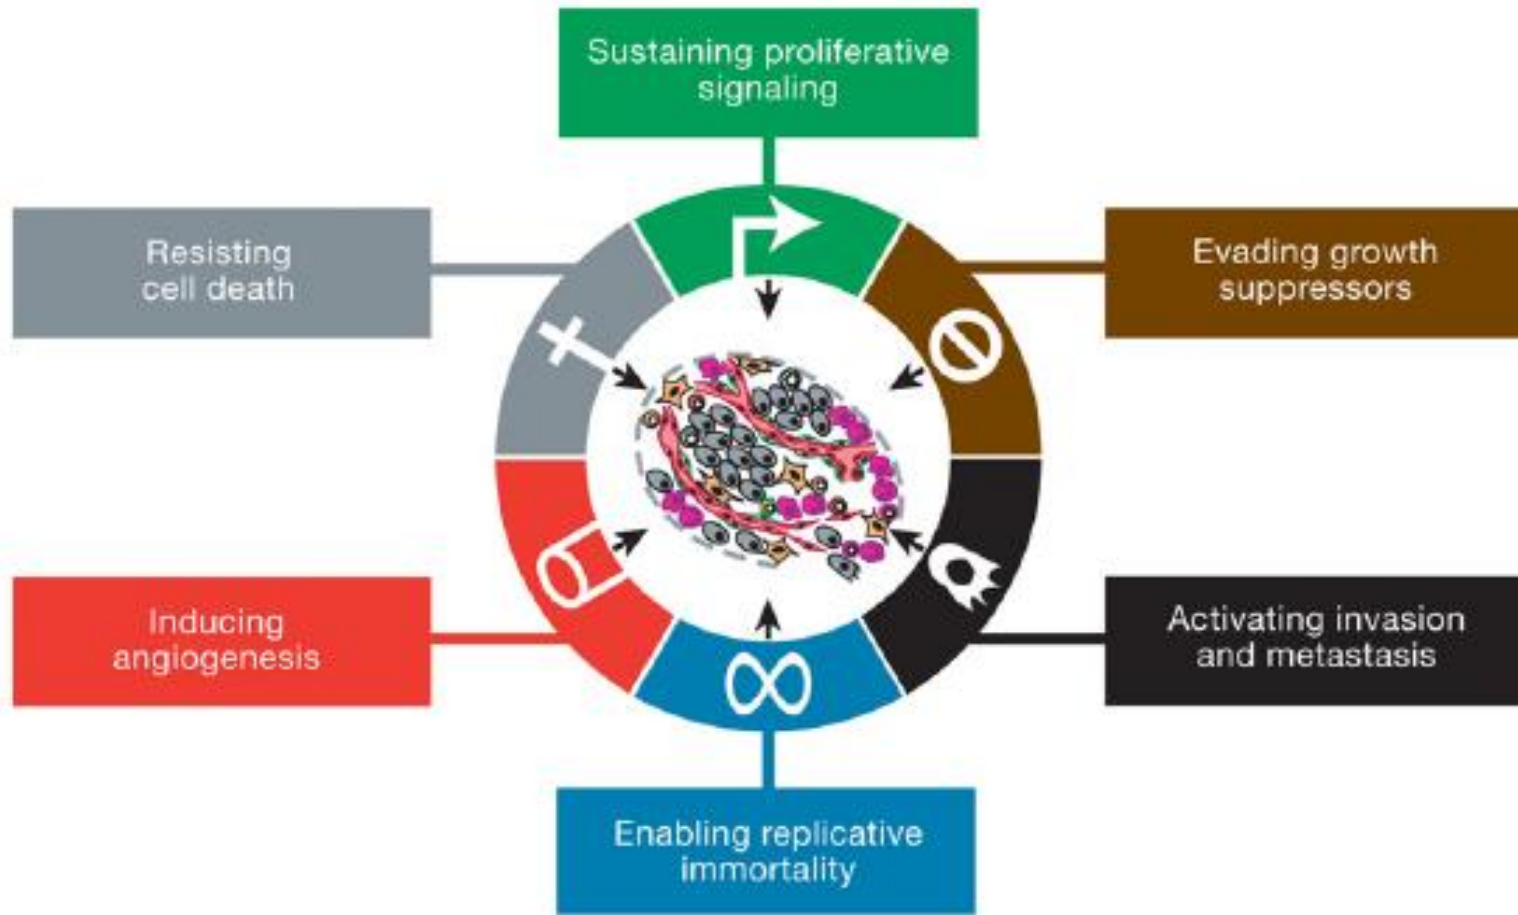 Sustaining proliferative
signaling
Resisting
cell death
Evading growth
suppressors
Inducing
angiogenesis
Activating invasion
and metastasis
Enabling replicative
immortality